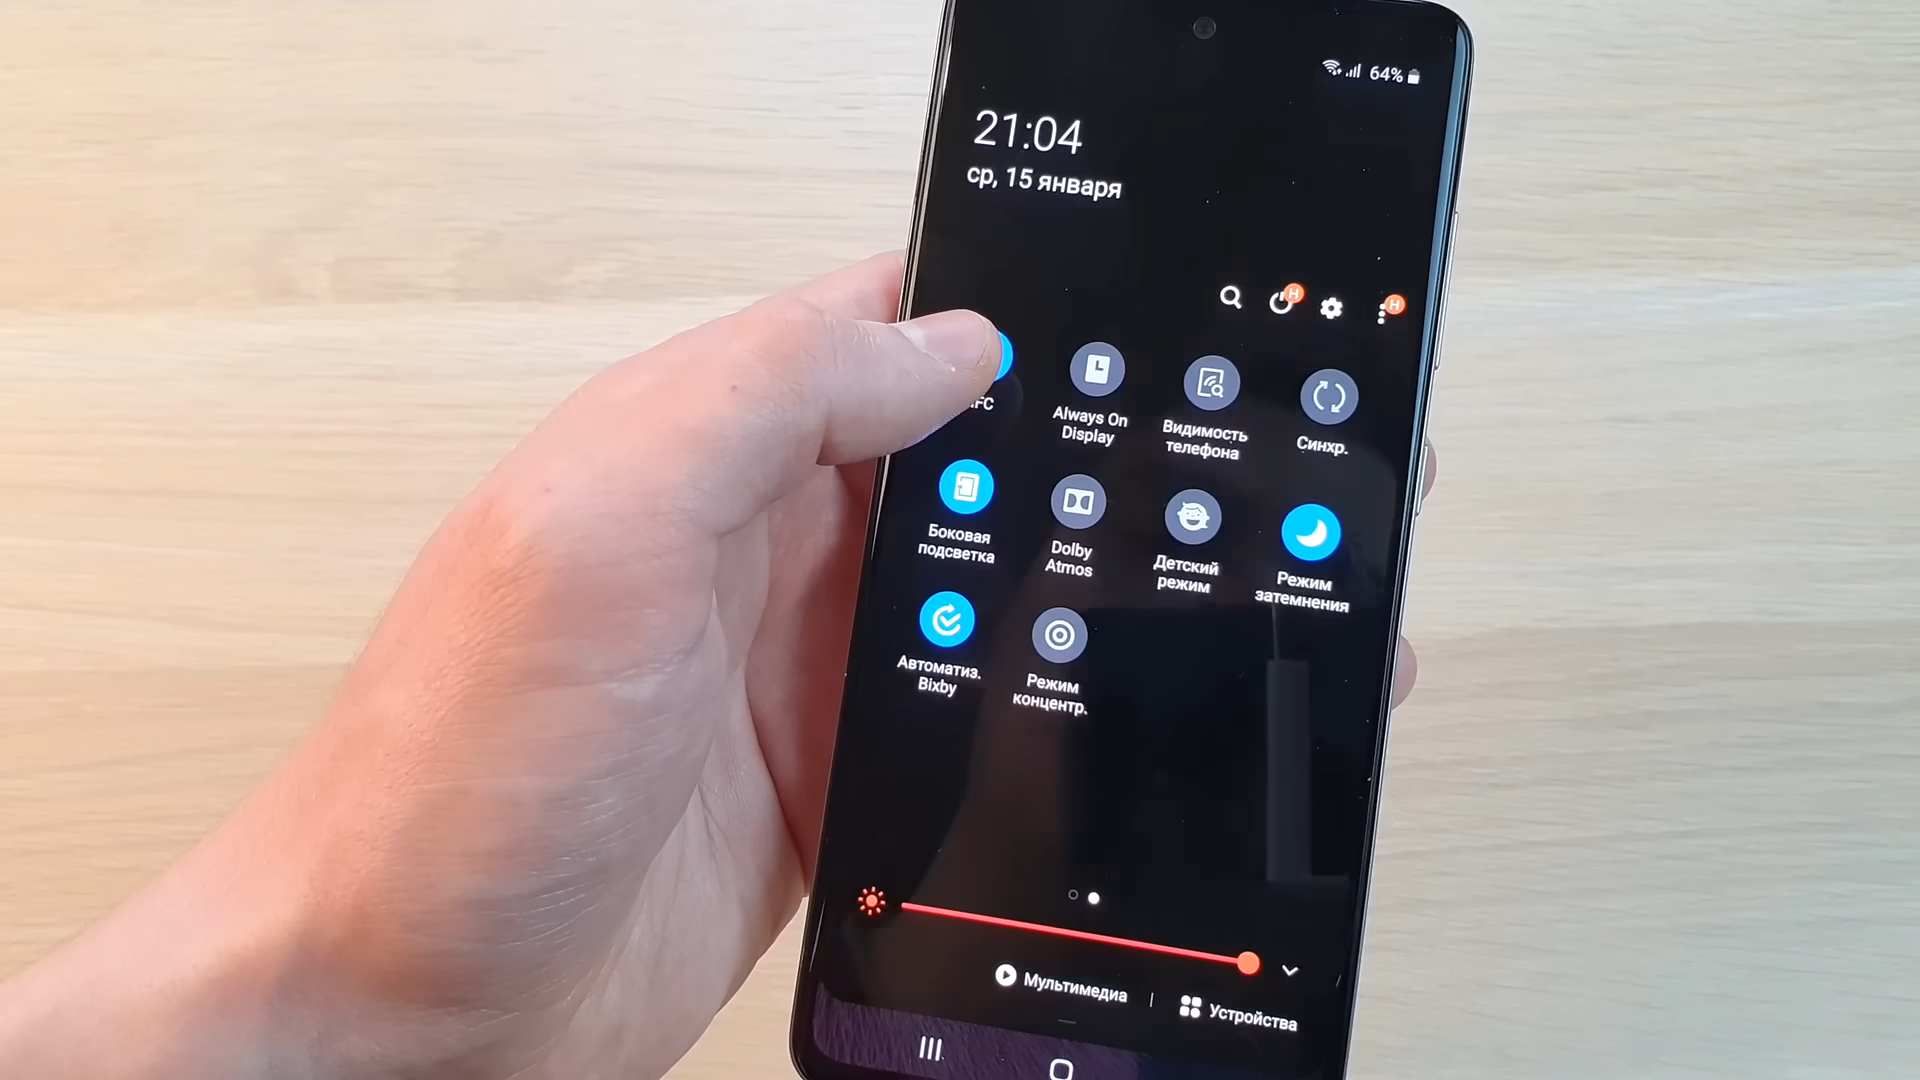 64%
21:04
ср, 15 января
Н
Н
FC
Always On
Display
Видимость
телефона
Синхр.
Боковая
подсветка
Dolby
Atmos
Детский
режим
Режим
затемнения
Автоматиз.
Bixby
Режим
концентр.
Мультимедиа | Устройства